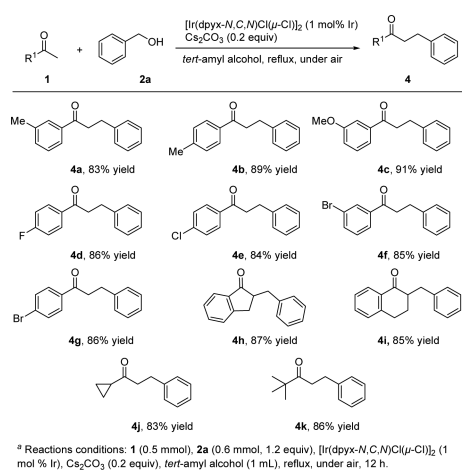 [Ir(dpyx-N,C,N)Cl(μ-Cl)]₂ (1 mol% Ir)
Cs₂CO₃ (0.2 equiv)
tert-amyl alcohol, reflux, under air
R¹ O + OH O R¹
1 2a 4
Me O O MeO O
Me
4a, 83% yield 4b, 89% yield 4c, 91% yield
O O Br O
F Cl
4d, 86% yield 4e, 84% yield 4f, 85% yield
O O O
Br
4g, 86% yield 4h, 87% yield 4i, 85% yield
O O
4j, 83% yield 4k, 86% yield
ᵃ Reactions conditions: 1 (0.5 mmol), 2a (0.6 mmol, 1.2 equiv), [Ir(dpyx-N,C,N)Cl(μ-Cl)]₂ (1
mol % Ir), Cs₂CO₃ (0.2 equiv), tert-amyl alcohol (1 mL), reflux, under air, 12 h.